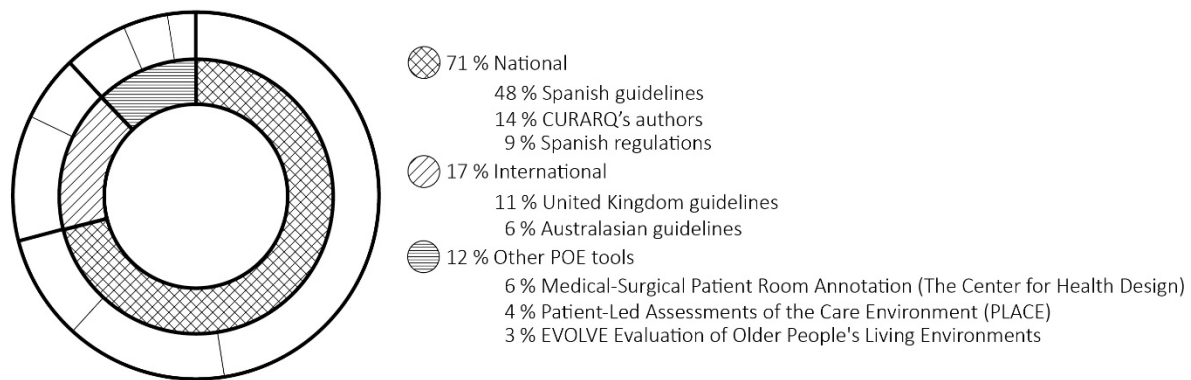 71 % National
48 % Spanish guidelines
14 % CURARQ's authors
9 % Spanish regulations
17 % International
11 % United Kingdom guidelines
6 % Australasian guidelines
12 % Other POE tools
6 % Medical-Surgical Patient Room Annotation (The Center for Health Design)
4 % Patient-Led Assessments of the Care Environment (PLACE)
3 % EVOLVE Evaluation of Older People's Living Environments